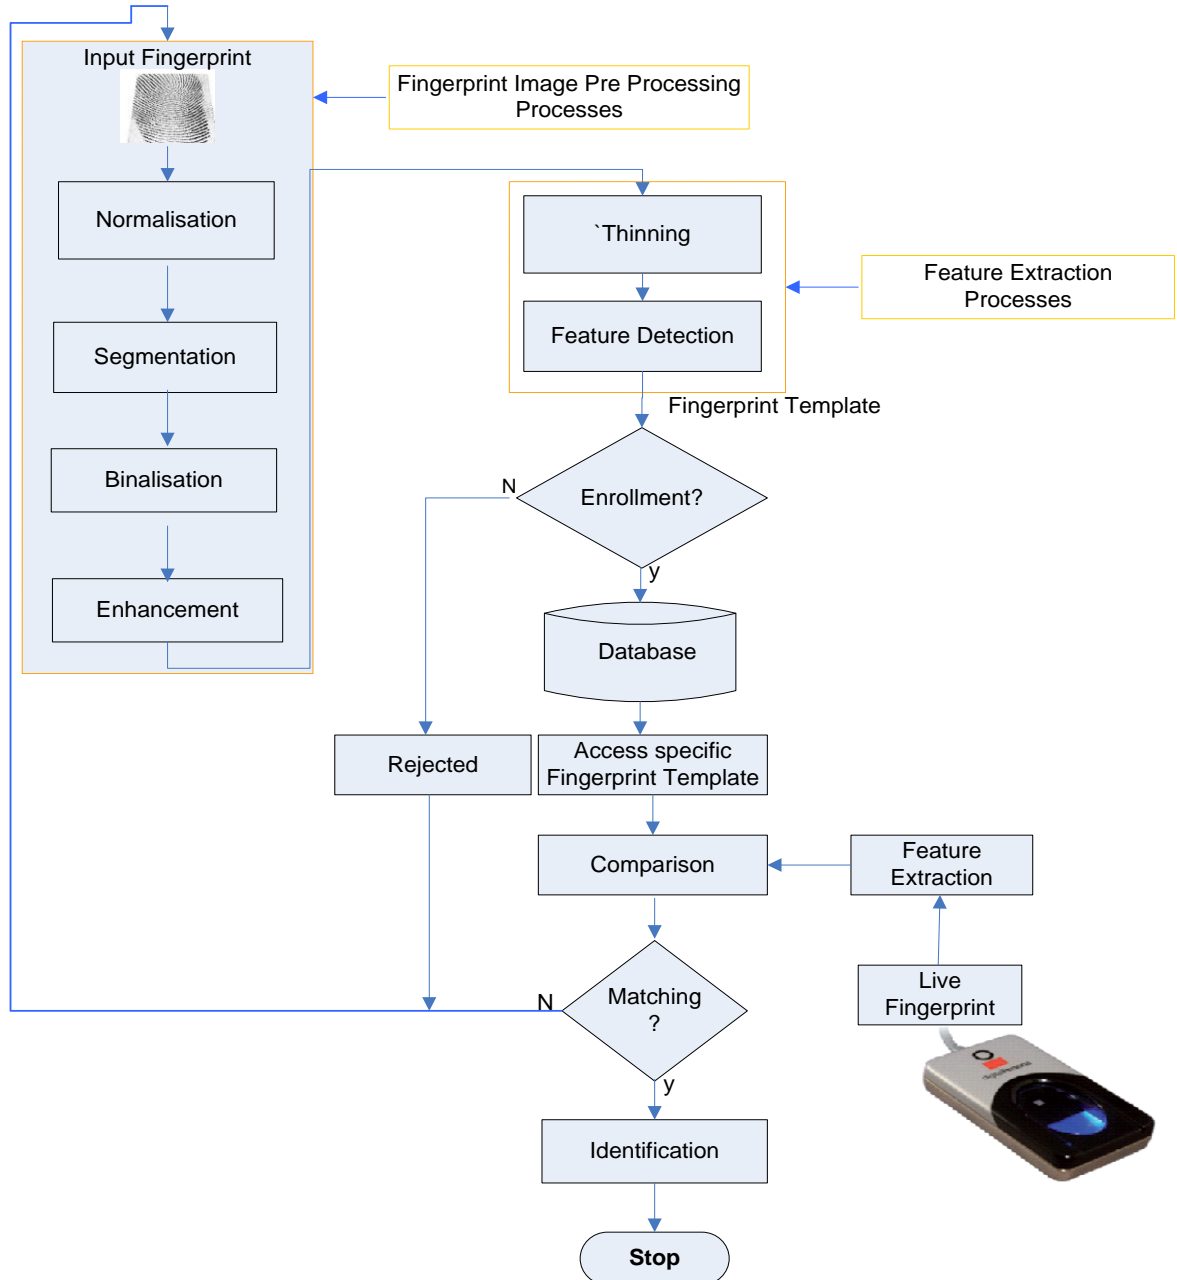 Input Fingerprint
Fingerprint Image Pre Processing
Processes
Normalisation
Segmentation
Binalisation
Enhancement
`Thinning
Feature Detection
Feature Extraction
Processes
Fingerprint Template
Enrollment?
N
y
Database
Rejected
Access specific
Fingerprint Template
Comparison
Feature
Extraction
Live
Fingerprint
Matching
?
N
y
Identification
Stop